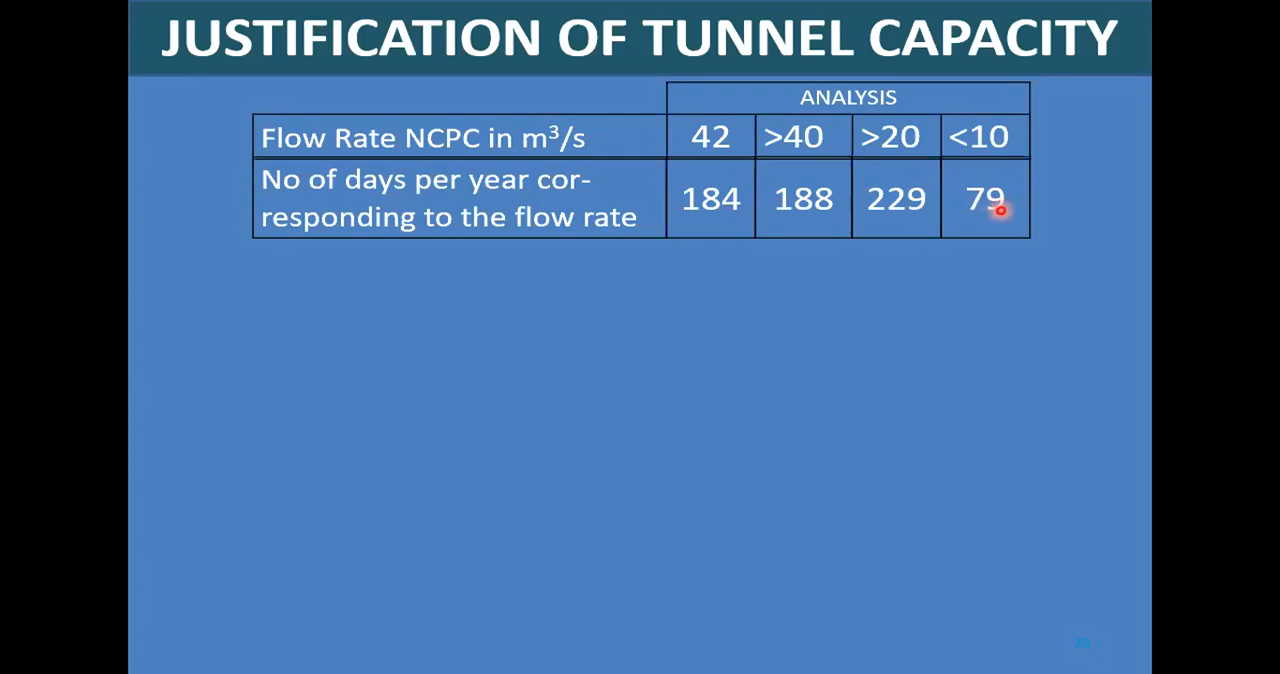 JUSTIFICATION OF TUNNEL CAPACITY
ANALYSIS
Flow Rate NCPC in m³/s 42 >40 >20 <10
No of days per year cor-
responding to the flow rate 184 188 229 79